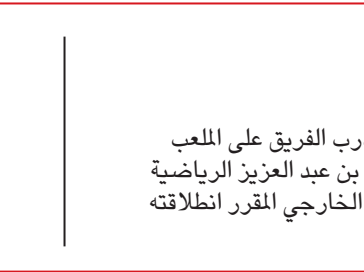 رب الفريق على الملعب
بن عبد العزيز الرياضية
الخارجي المقرر انطلاقته